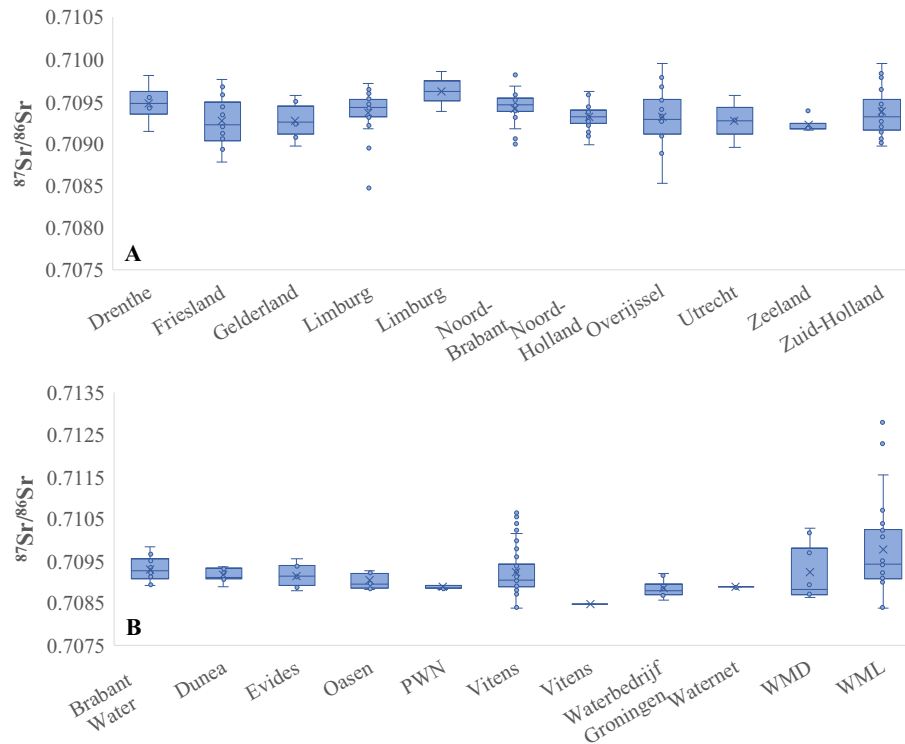 0.7105
0.7100
0.7095
0.7090
0.7085
0.7080
0.7075
⁸⁷Sr/⁸⁶Sr
A
Drenthe
Friesland
Gelderland
Limburg
Limburg
Noord-
Brabant
Noord-
Holland
Overijssel
Utrecht
Zeeland
Zuid-Holland
0.7135
0.7125
0.7115
0.7105
0.7095
0.7085
0.7075
⁸⁷Sr/⁸⁶Sr
B
Brabant
Water
Dunea
Evides
Oasen
PWN
Vitens
Vitens
Waterbedrijf
Groningen
Waternet
WMD
WML